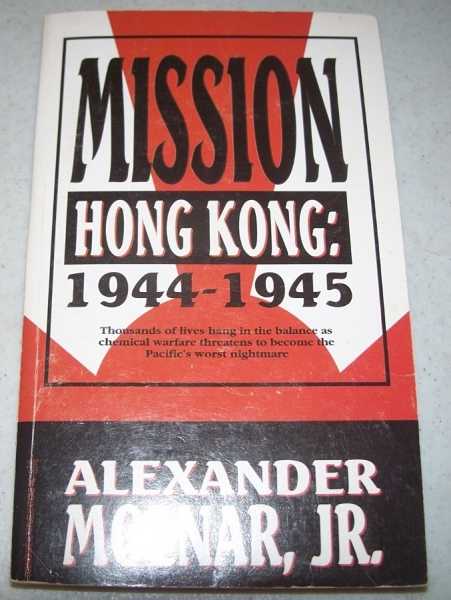 MISSION
HONG KONG:
1944-1945
Thousands of lives hang in the balance as
chemical warfare threatens to become the
Pacific's worst nightmare
ALEXANDER
MOLNAR, JR.